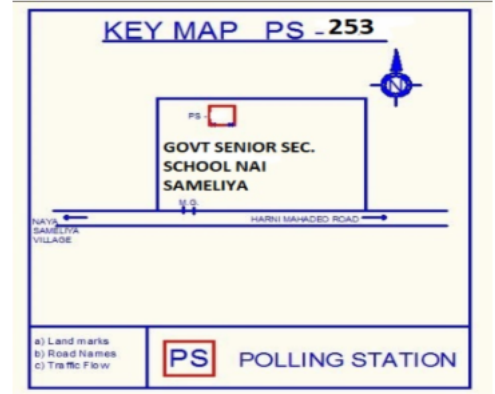 KEY MAP PS - 253
N
PS -
GOVT SENIOR SEC.
SCHOOL NAI
SAMELIYA
M.G.
NAYA
SAMELIYA
VILLAGE
HARNI MAHADED ROAD
a) Land marks
b) Road Names
c) Traffic Flow
PS POLLING STATION